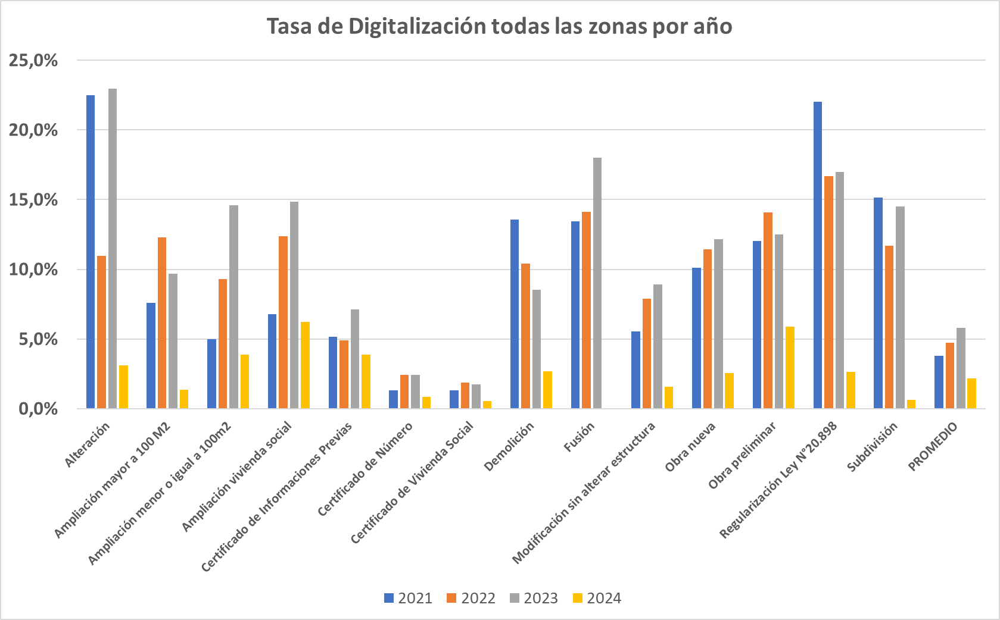 Tasa de Digitalización todas las zonas por año
25,0%
20,0%
15,0%
10,0%
5,0%
0,0%
Alteración
Ampliación mayor a 100 M2
Ampliación menor o igual a 100m2
Ampliación vivienda social
Certificado de Informaciones Previas
Certificado de Número
Certificado de Vivienda Social
Demolición
Fusión
Modificación sin alterar estructura
Obra nueva
Obra preliminar
Regularización Ley N°20.898
Subdivisión
PROMEDIO
2021 2022 2023 2024